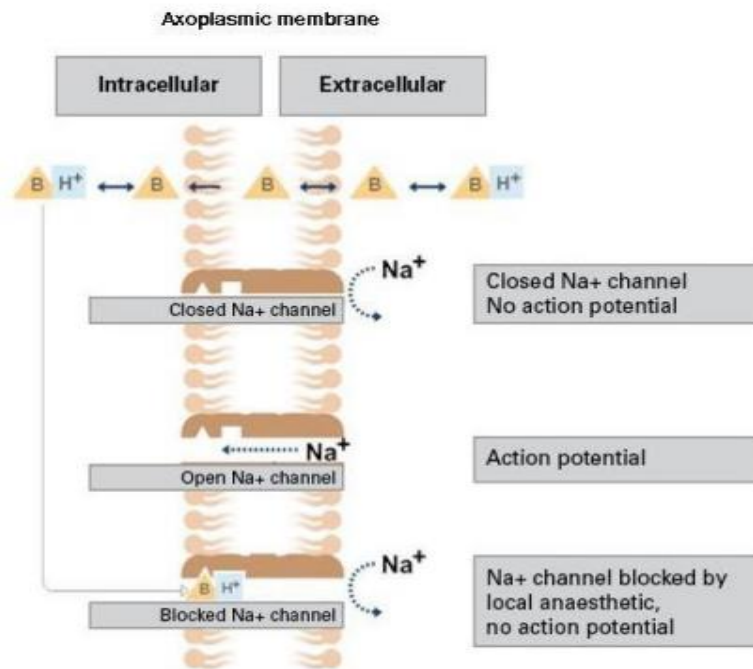 Axoplasmic membrane
Intracellular
Extracellular
B H+ B B B B H+
Na+
Closed Na+ channel
Closed Na+ channel
No action potential
Na+
Open Na+ channel
Action potential
Na+
B H+
Blocked Na+ channel
Na+ channel blocked by
local anaesthetic,
no action potential